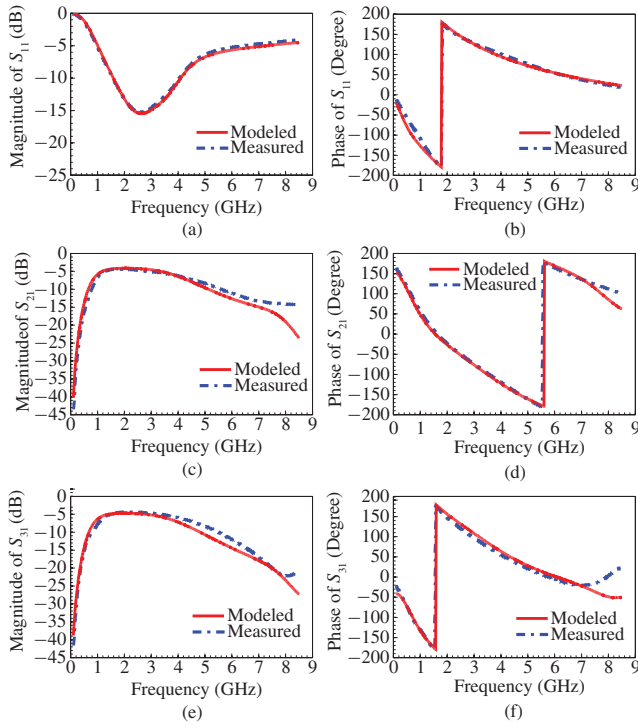 Magnitude of S11 (dB)
0
−5
−10
−15
−20
−25
Modeled
Measured
0 1 2 3 4 5 6 7 8 9
Frequency (GHz)
(a)
Phase of S11 (Degree)
200
150
100
50
0
−50
−100
−150
−200
Modeled
Measured
0 1 2 3 4 5 6 7 8 9
Frequency (GHz)
(b)
Magnitudeof S21 (dB)
0
−5
−10
−15
−20
−25
−30
−35
−40
−45
Modeled
Measured
0 1 2 3 4 5 6 7 8 9
Frequency (GHz)
(c)
Phase of S21 (Degree)
200
150
100
50
0
−50
−100
−150
−200
Modeled
Measured
0 1 2 3 4 5 6 7 8 9
Frequency (GHz)
(d)
Magnitude of S31 (dB)
0
−5
−10
−15
−20
−25
−30
−35
−40
−45
Modeled
Measured
0 1 2 3 4 5 6 7 8 9
Frequency (GHz)
(e)
Phase of S31 (Degree)
200
150
100
50
0
−50
−100
−150
−200
Modeled
Measured
0 1 2 3 4 5 6 7 8 9
Frequency (GHz)
(f)